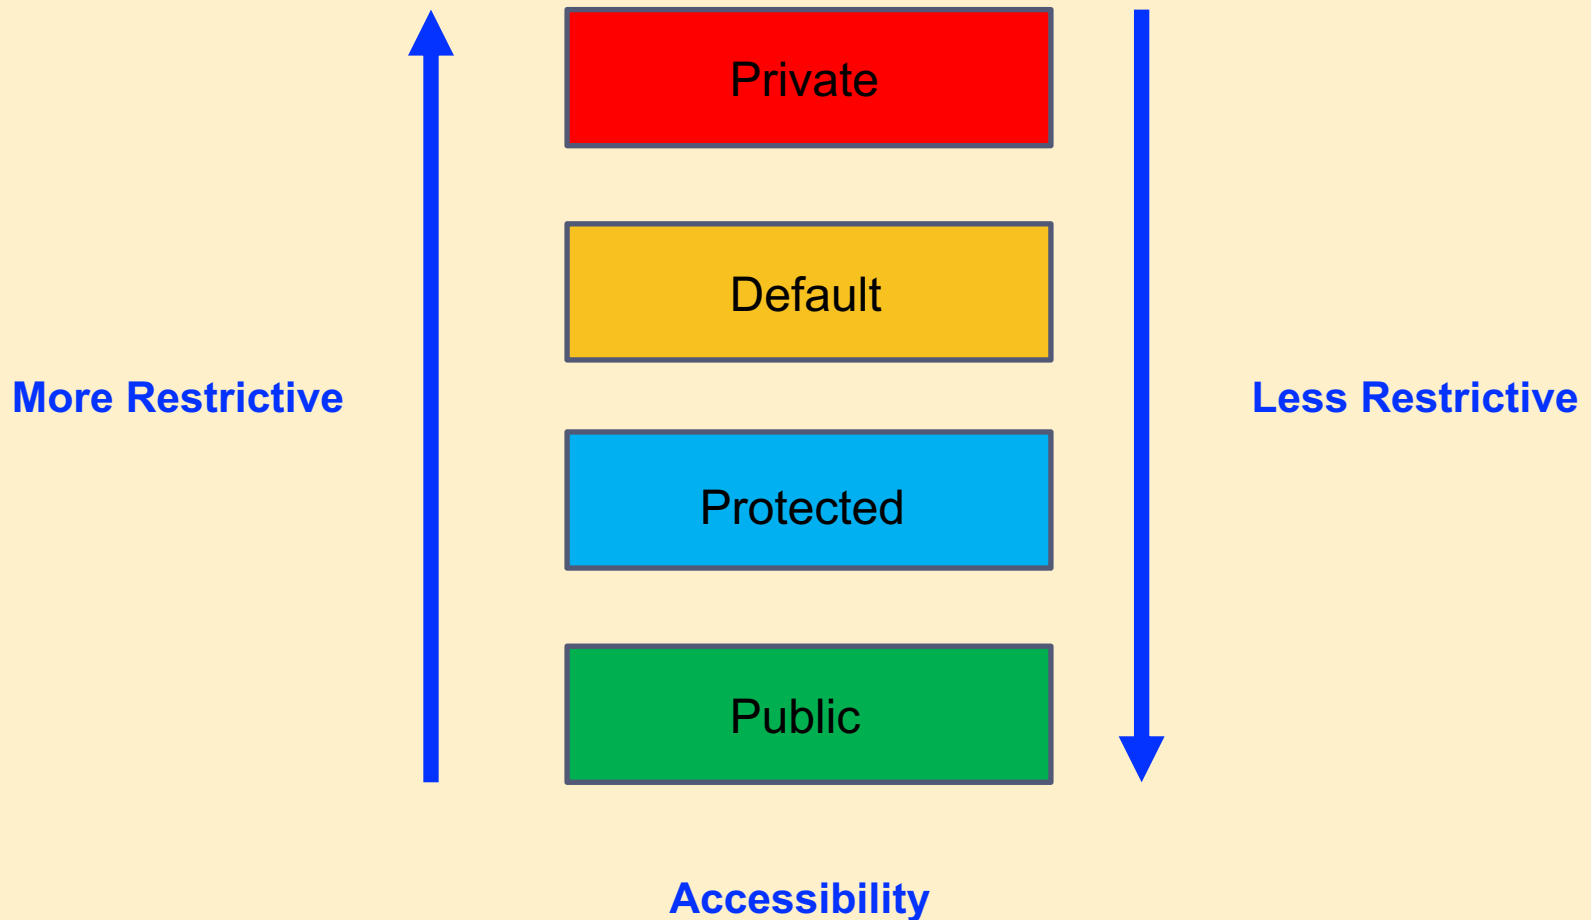 Private
Default
More Restrictive
Less Restrictive
Protected
Public
Accessibility